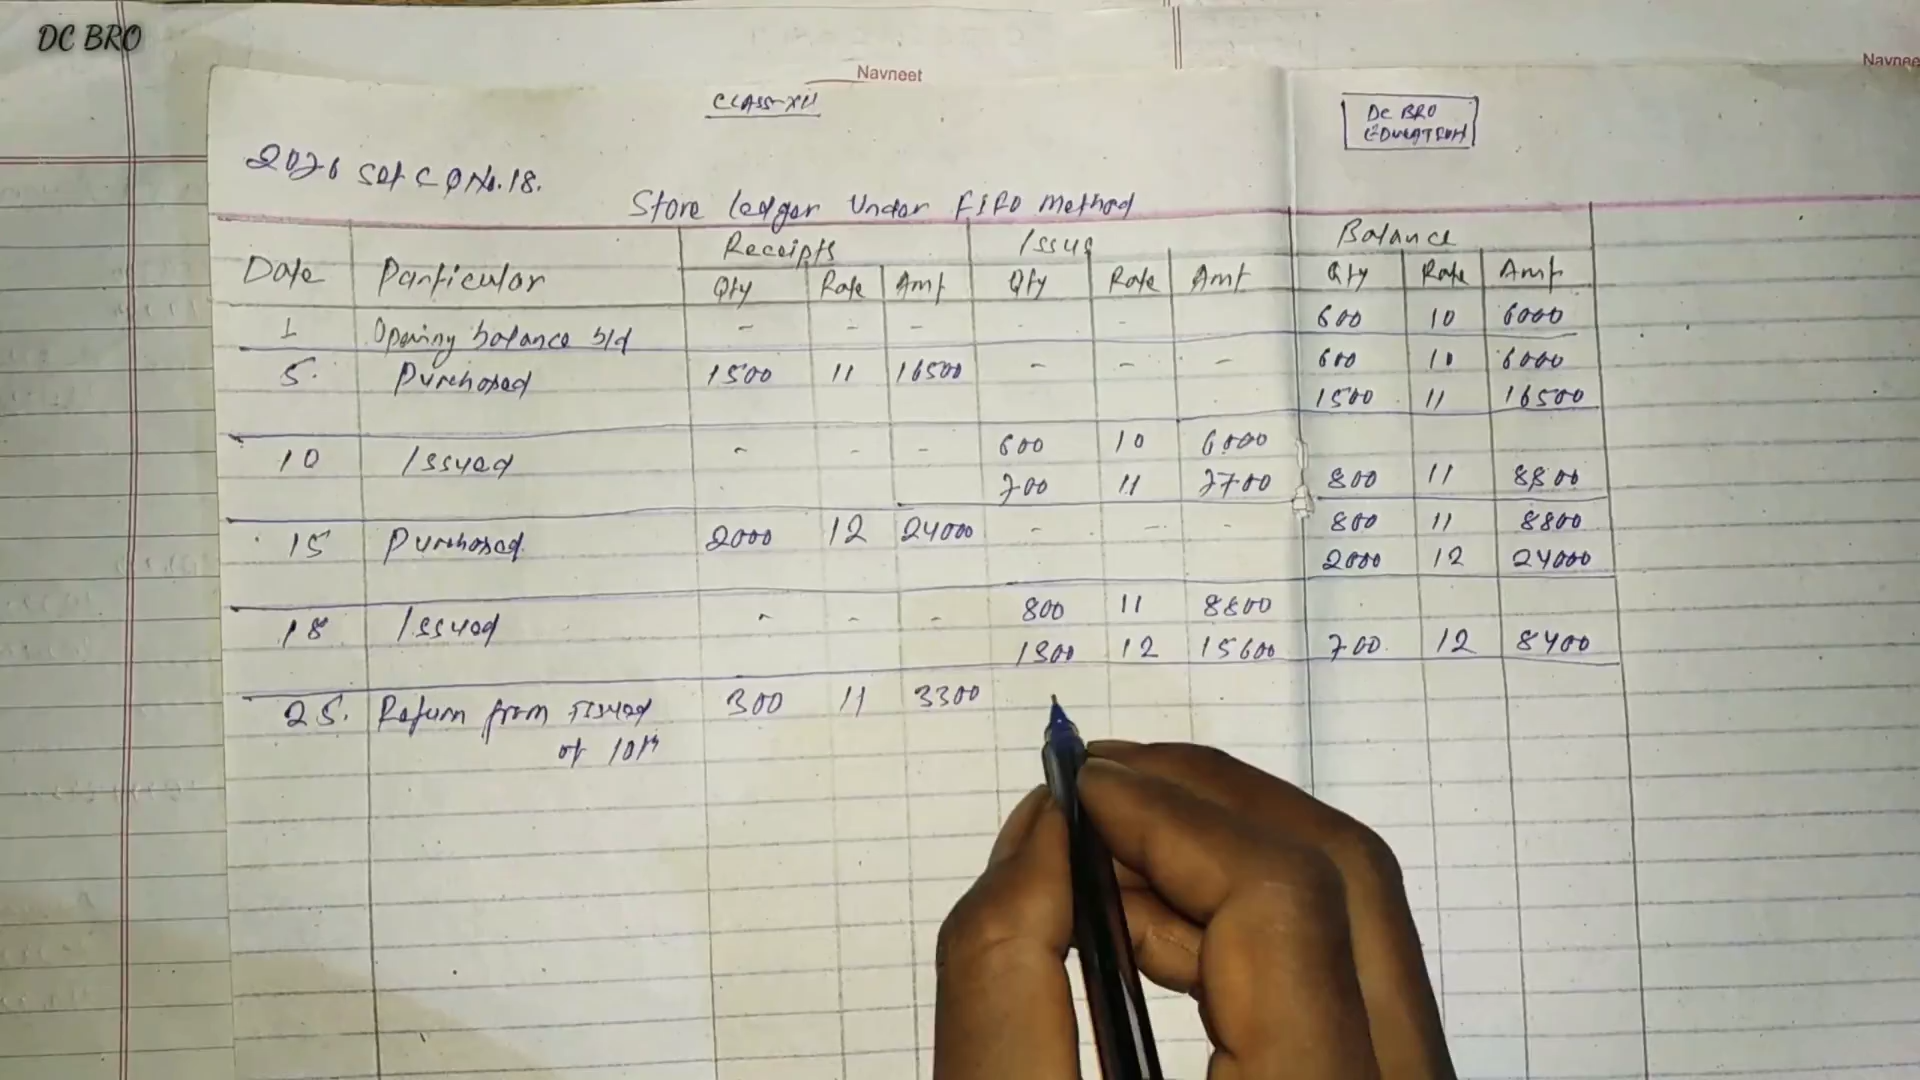 DC BRO
Navneet
Navnee
CLASS-XII
DC BRO
EDUCATION
2076 Set C Q No. 18.
Store ledger Under FIFO Method
Date Particular Receipts Issue Balance
Qty Rate Amt Qty Rate Amt Qty Rate Amt
1 Opening balance b/d - - - - - 600 10 6000
5. Purchased 1500 11 16500 - - - 600 10 6000
1500 11 16500
10 Issued - - - 600 10 6000
700 11 7700 800 11 8800
15 Purchased 2000 12 24000 - - - 800 11 8800
2000 12 24000
18 Issued - - - 800 11 8800
1300 12 15600 700 12 8400
25. Return from Issued 300 11 3300
of 10th